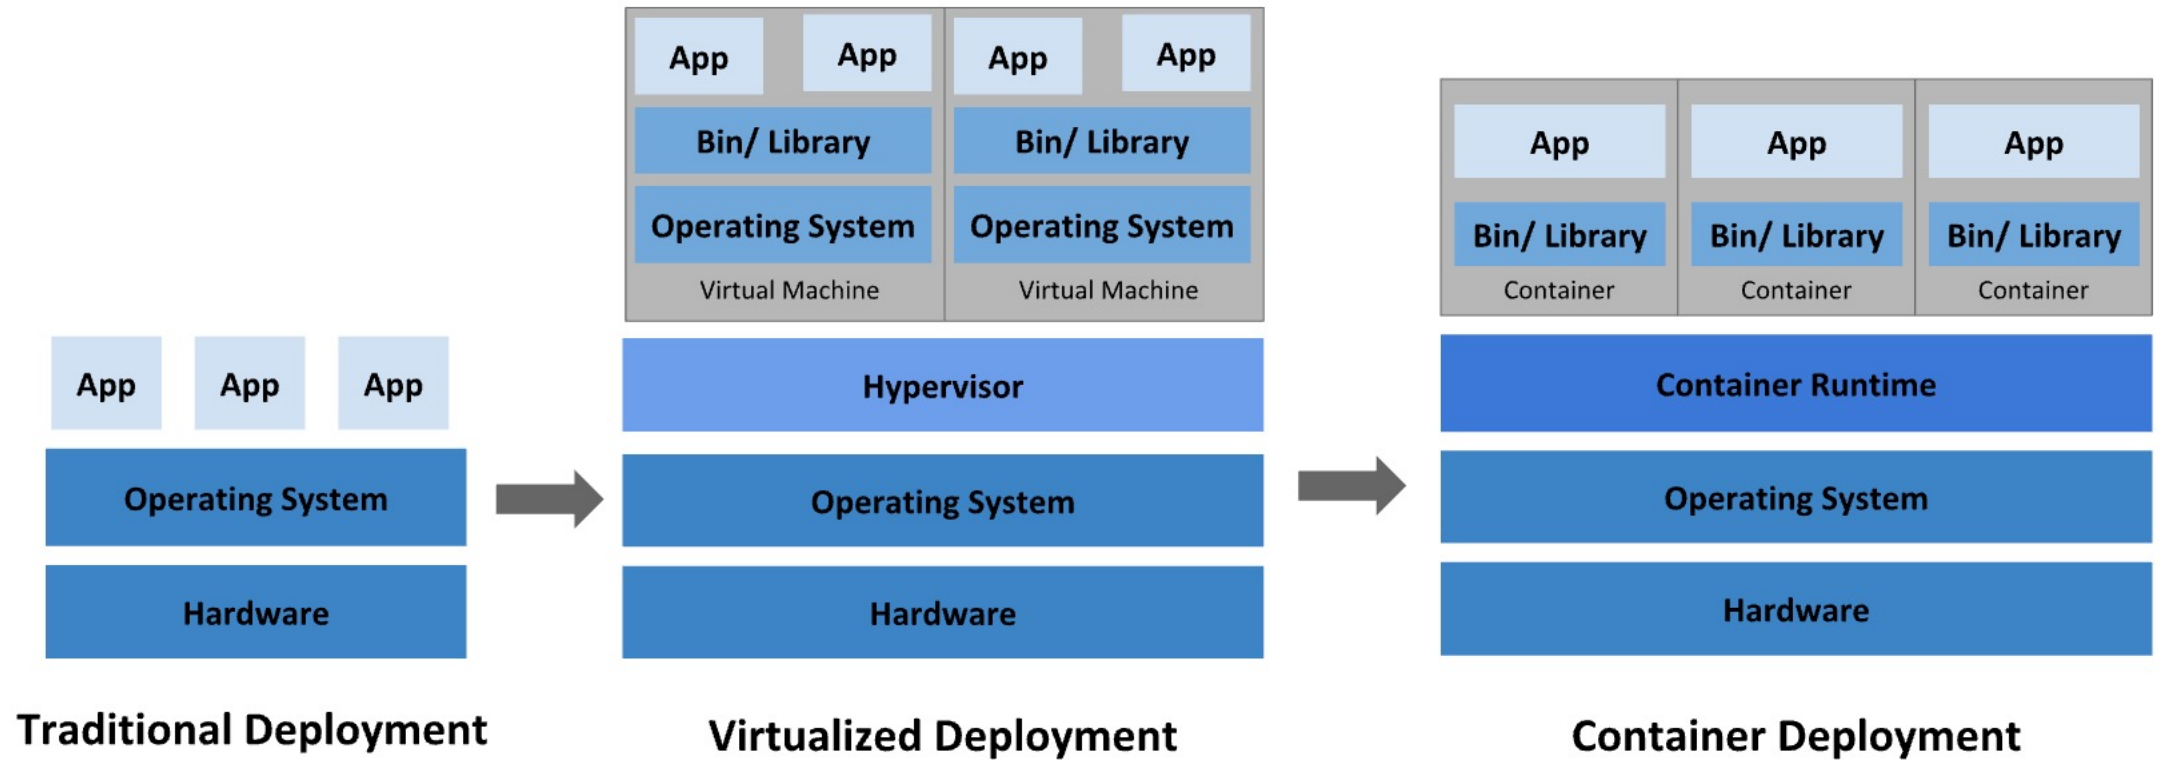 App
App
App
Operating System
Hardware
Traditional Deployment
App
App
App
App
Bin/ Library
Bin/ Library
Operating System
Operating System
Virtual Machine
Virtual Machine
Hypervisor
Operating System
Hardware
Virtualized Deployment
App
App
App
Bin/ Library
Bin/ Library
Bin/ Library
Container
Container
Container
Container Runtime
Operating System
Hardware
Container Deployment